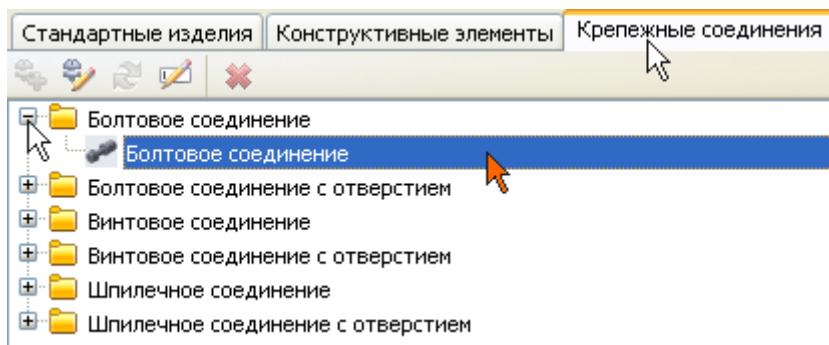 Стандартные изделия Конструктивные элементы Крепежные соединения
Болтовое соединение
Болтовое соединение
Болтовое соединение с отверстием
Винтовое соединение
Винтовое соединение с отверстием
Шпилечное соединение
Шпилечное соединение с отверстием